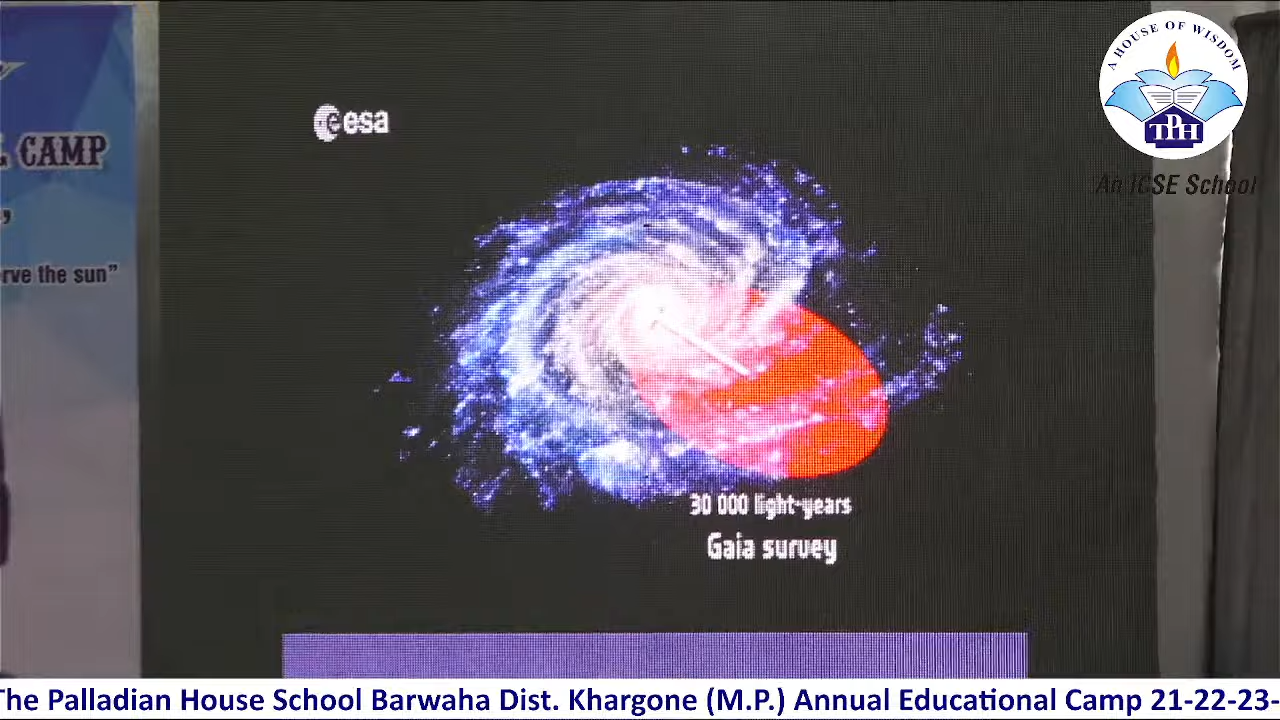 A HOUSE OF WISDOM
TPH
An ICSE School
esa
CAMP
the sun"
30 000 light-years
Gaia survey
The Palladian House School Barwaha Dist. Khargone (M.P.) Annual Educational Camp 21-22-23-